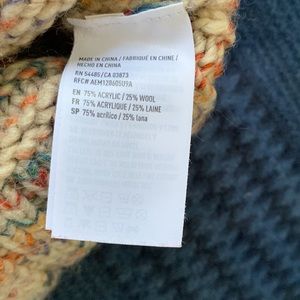 MADE IN CHINA / FABRIQUÉ EN CHINE /
HECHO EN CHINA
RN 54485/CA 03873
EN 75% ACRYLIC / 25% WOOL
FR 75% ACRYLIQUE / 25% LAINE
SP 75% acrílico / 25% lana